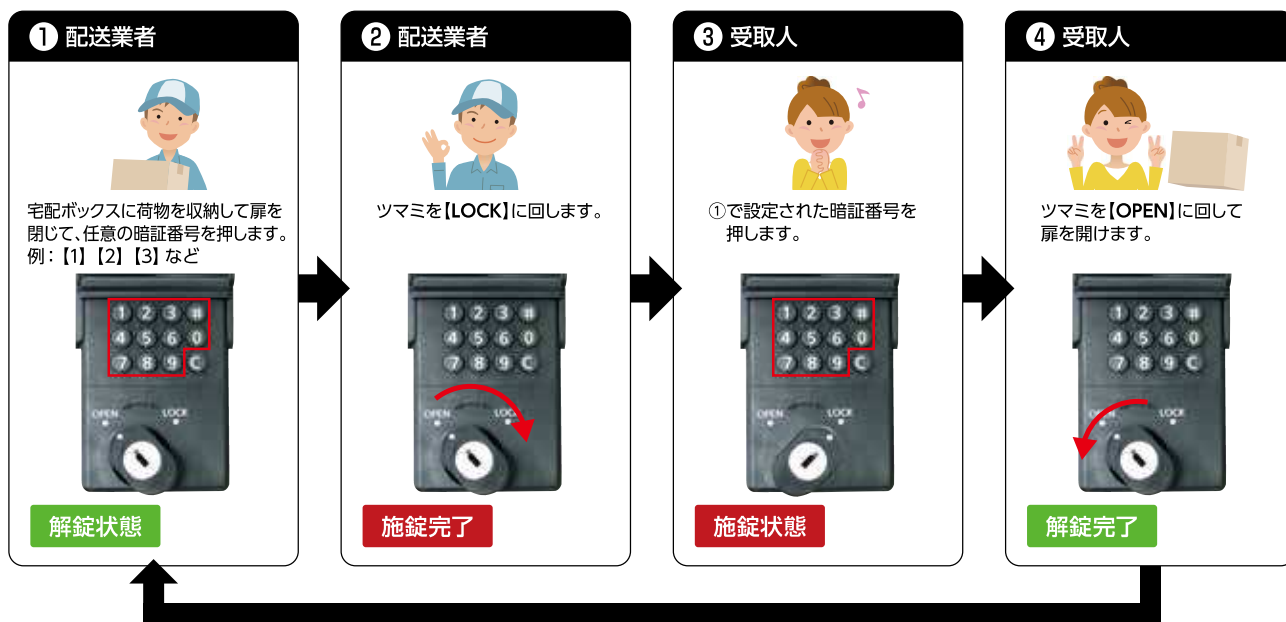 ① 配送業者
宅配ボックスに荷物を収納して扉を
閉じて、任意の暗証番号を押します。
例：【1】【2】【3】など
1 2 3 #
4 5 6 0
7 8 9 C
OPEN LOCK
解錠状態
② 配送業者
ツマミを【LOCK】に回します。
1 2 3 #
4 5 6 0
7 8 9 C
OPEN LOCK
施錠完了
③ 受取人
①で設定された暗証番号を
押します。
1 2 3 #
4 5 6 0
7 8 9 C
OPEN LOCK
施錠状態
④ 受取人
ツマミを【OPEN】に回して
扉を開けます。
1 2 3 #
4 5 6 0
7 8 9 C
OPEN LOCK
解錠完了